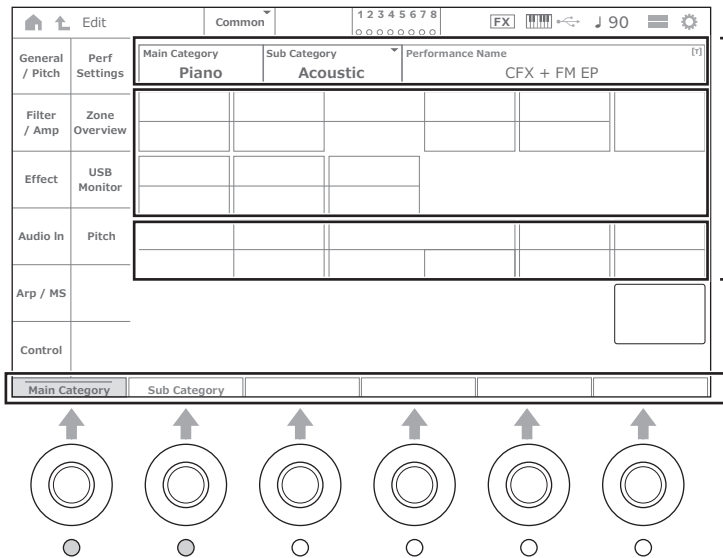 Edit
Common
1 2 3 4 5 6 7 8
FX
♩ 90
General / Pitch
Perf Settings
Main Category
Piano
Sub Category
Acoustic
Performance Name
[T]
CFX + FM EP
Filter / Amp
Zone Overview
Effect
USB Monitor
Audio In
Pitch
Arp / MS
Control
Main Category
Sub Category